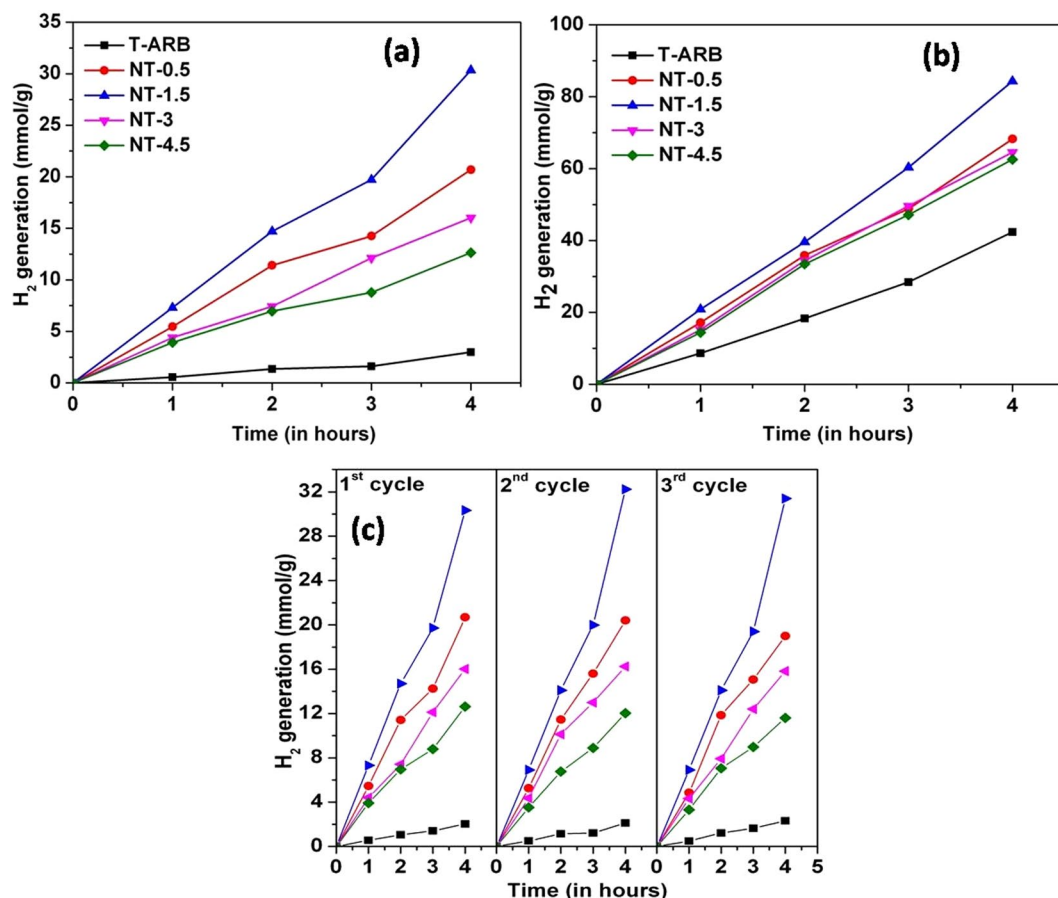 (a)
T-ARB
NT-0.5
NT-1.5
NT-3
NT-4.5
H₂ generation (mmol/g)
35
30
25
20
15
10
5
0
0 1 2 3 4
Time (in hours)
(b)
T-ARB
NT-0.5
NT-1.5
NT-3
NT-4.5
H2 generation (mmol/g)
100
80
60
40
20
0
0 1 2 3 4
Time (in hours)
(c)
1st cycle 2nd cycle 3rd cycle
H₂ generation (mmol/g)
32
28
24
20
16
12
8
4
0
0 1 2 3 4 0 1 2 3 4 0 1 2 3 4 5
Time (in hours)